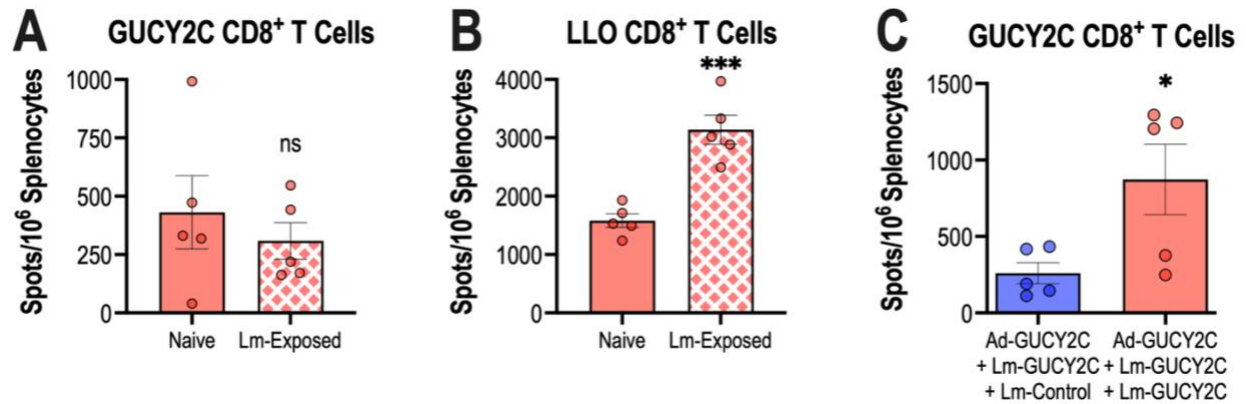 A
GUCY2C CD8⁺ T Cells
Spots/10⁶ Splenocytes
1000
750
500
250
0
ns
Naive
Lm-Exposed
B
LLO CD8⁺ T Cells
Spots/10⁶ Splenocytes
4000
3000
2000
1000
0
***
Naive
Lm-Exposed
C
GUCY2C CD8⁺ T Cells
Spots/10⁶ Splenocytes
1500
1000
500
0
*
Ad-GUCY2C
+ Lm-GUCY2C
+ Lm-Control
Ad-GUCY2C
+ Lm-GUCY2C
+ Lm-GUCY2C